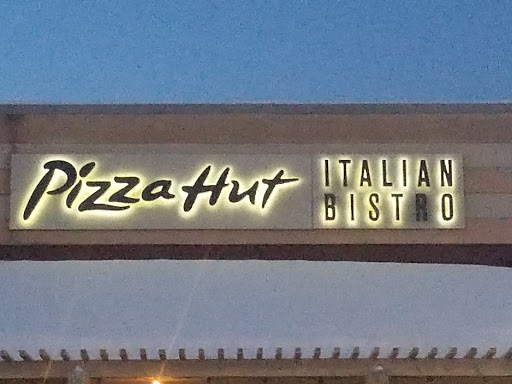 Pizza Hut
ITALIAN
BISTRO